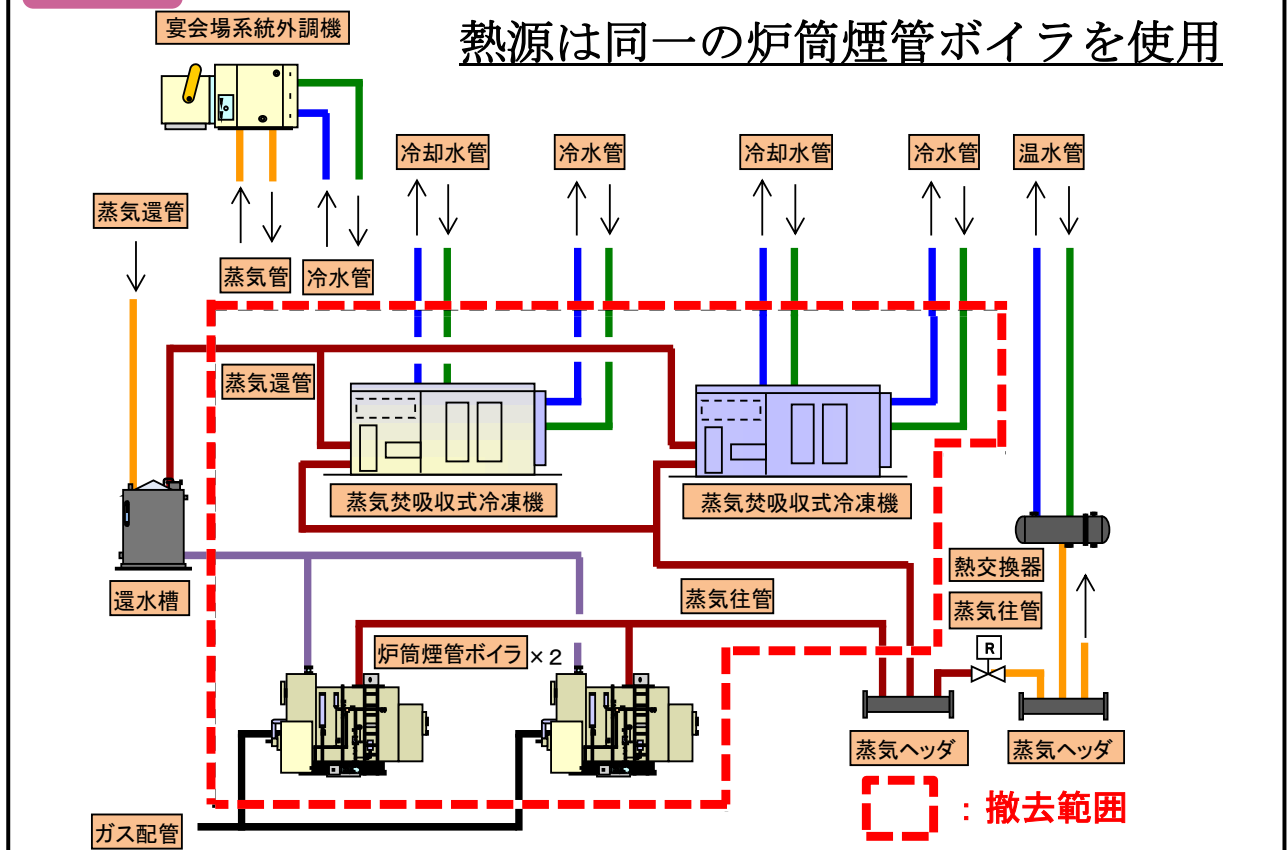 宴会場系統外調機
熱源は同一の炉筒煙管ボイラを使用
冷却水管
冷水管
冷却水管
冷水管
温水管
蒸気還管
蒸気管
冷水管
蒸気還管
蒸気焚吸収式冷凍機
蒸気焚吸収式冷凍機
還水槽
熱交換器
蒸気往管
蒸気往管
炉筒煙管ボイラ×2
R
蒸気ヘッダ
蒸気ヘッダ
：撤去範囲
ガス配管